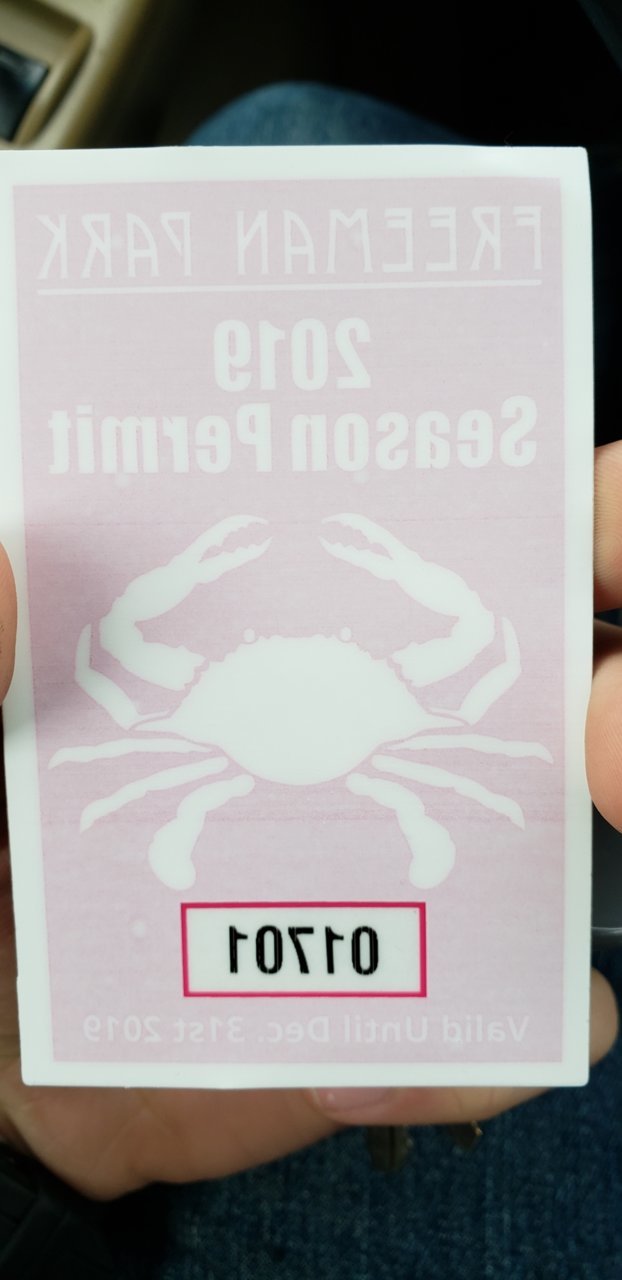 FREEMAN PARK
2019
Season Permit
01701
Valid Until Dec. 31st 2019